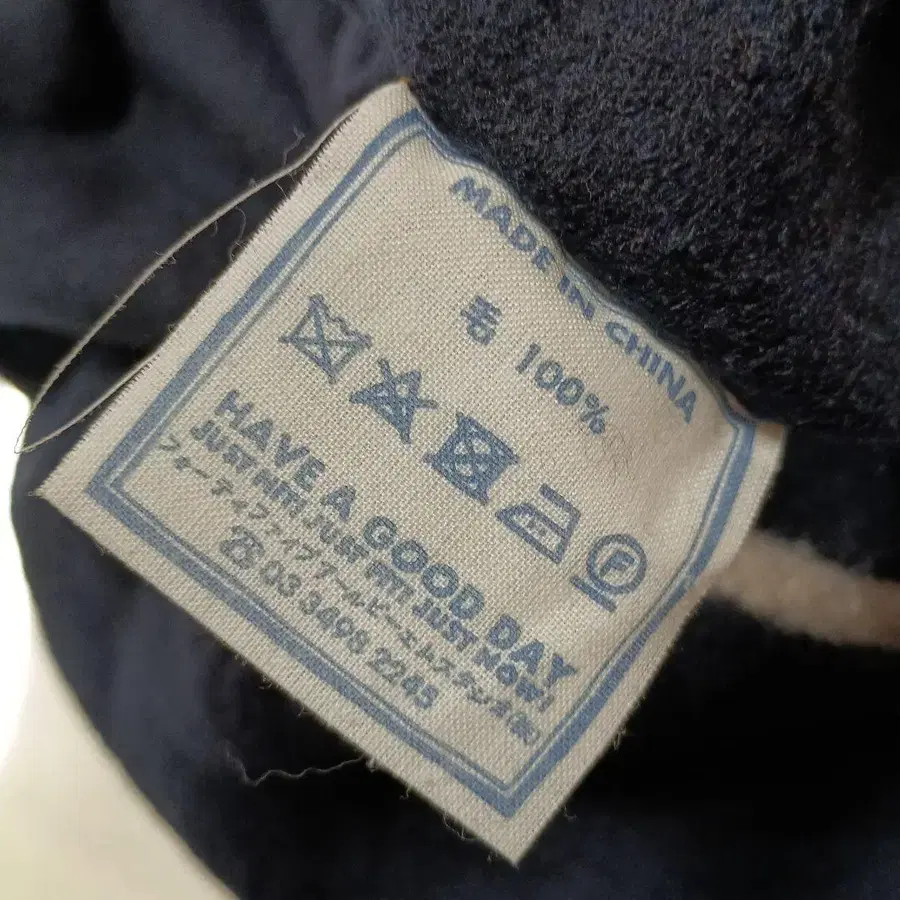 MADE IN CHINA
毛 100%
P
HAVE A GOOD DAY
JUST FIT! JUST FIT! JUST NOW!
フォーティファイブアールピーエムスタジオ(株)
☎ 03 3498 2245